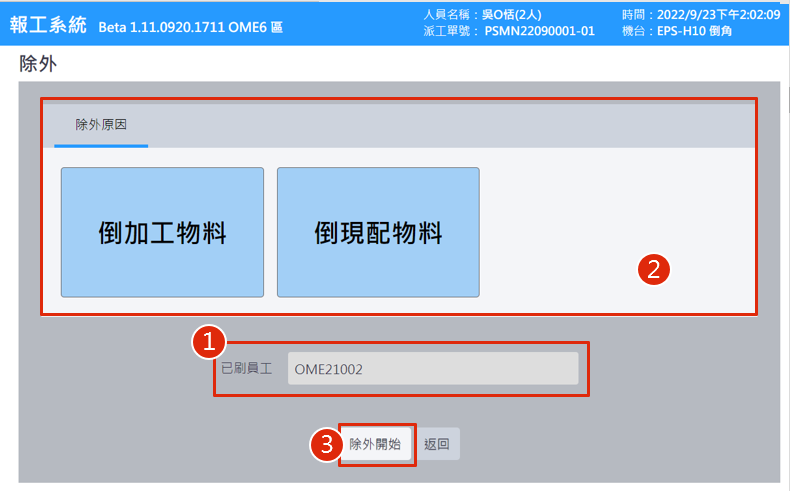 報工系統 Beta 1.11.0920.1711 OME6 區
人員名稱：吳O恬(2人)
派工單號： PSMN22090001-01
時間：2022/9/23下午2:02:09
機台：EPS-H10 倒角
除外
除外原因
倒加工物料 倒現配物料
2
1
已刷員工 OME21002
3 除外開始 返回